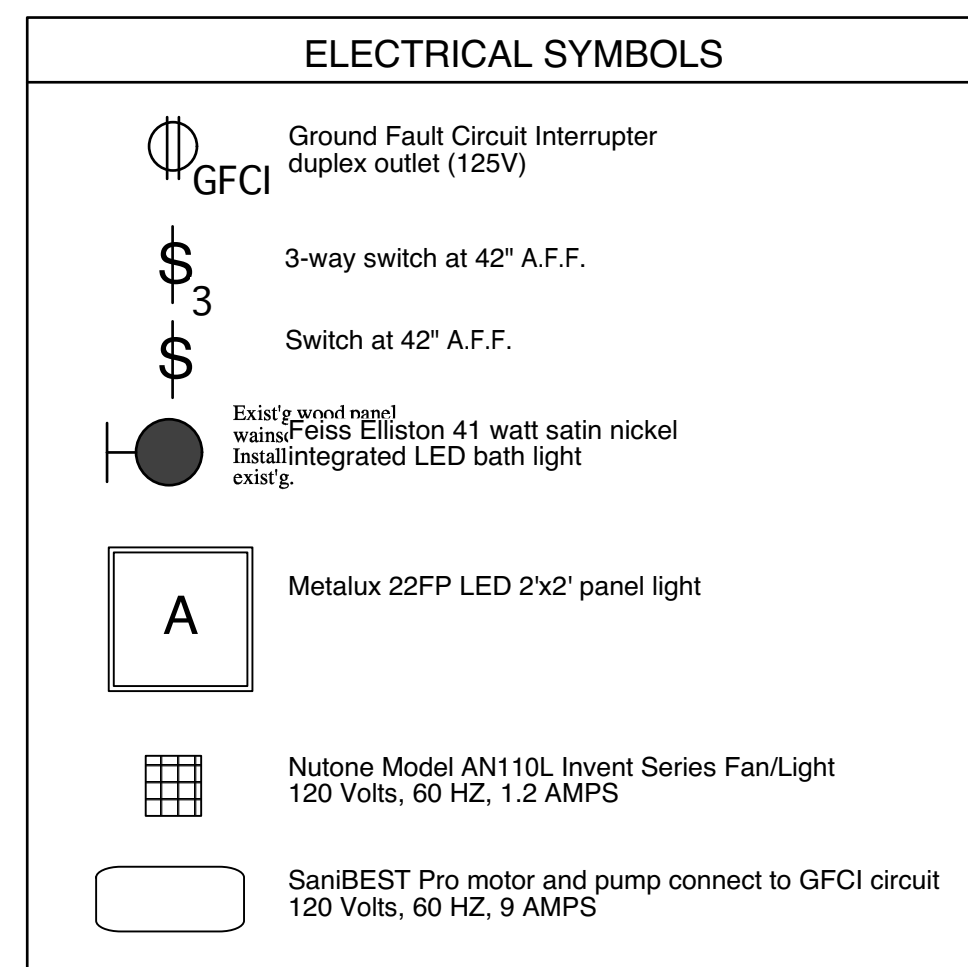 ELECTRICAL SYMBOLS
GFCI
Ground Fault Circuit Interrupter
duplex outlet (125V)
$3
3-way switch at 42" A.F.F.
$
Switch at 42" A.F.F.
Exist'g wood panel
Feiss Elliston 41 watt satin nickel
Install
integrated LED bath light
exist'g.
A
Metalux 22FP LED 2'x2' panel light
Nutone Model AN110L Invent Series Fan/Light
120 Volts, 60 HZ, 1.2 AMPS
SaniBEST Pro motor and pump connect to GFCI circuit
120 Volts, 60 HZ, 9 AMPS